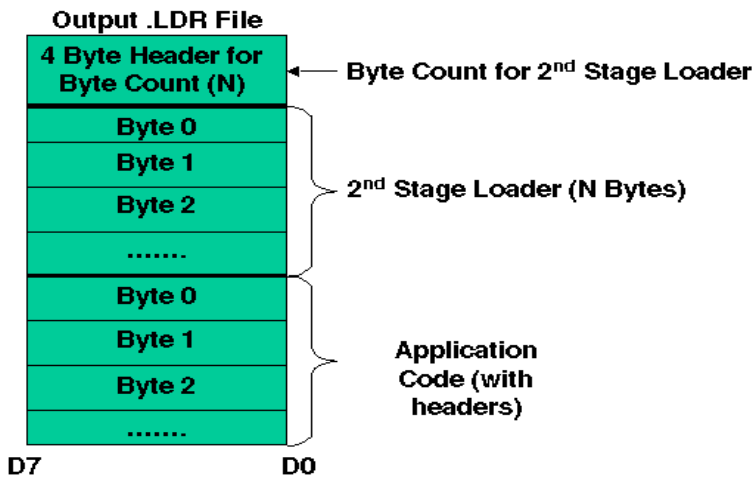 Output .LDR File
4 Byte Header for
Byte Count (N)
Byte Count for 2nd Stage Loader
Byte 0
Byte 1
Byte 2
.......
2nd Stage Loader (N Bytes)
Byte 0
Byte 1
Byte 2
.......
Application
Code (with
headers)
D7
D0